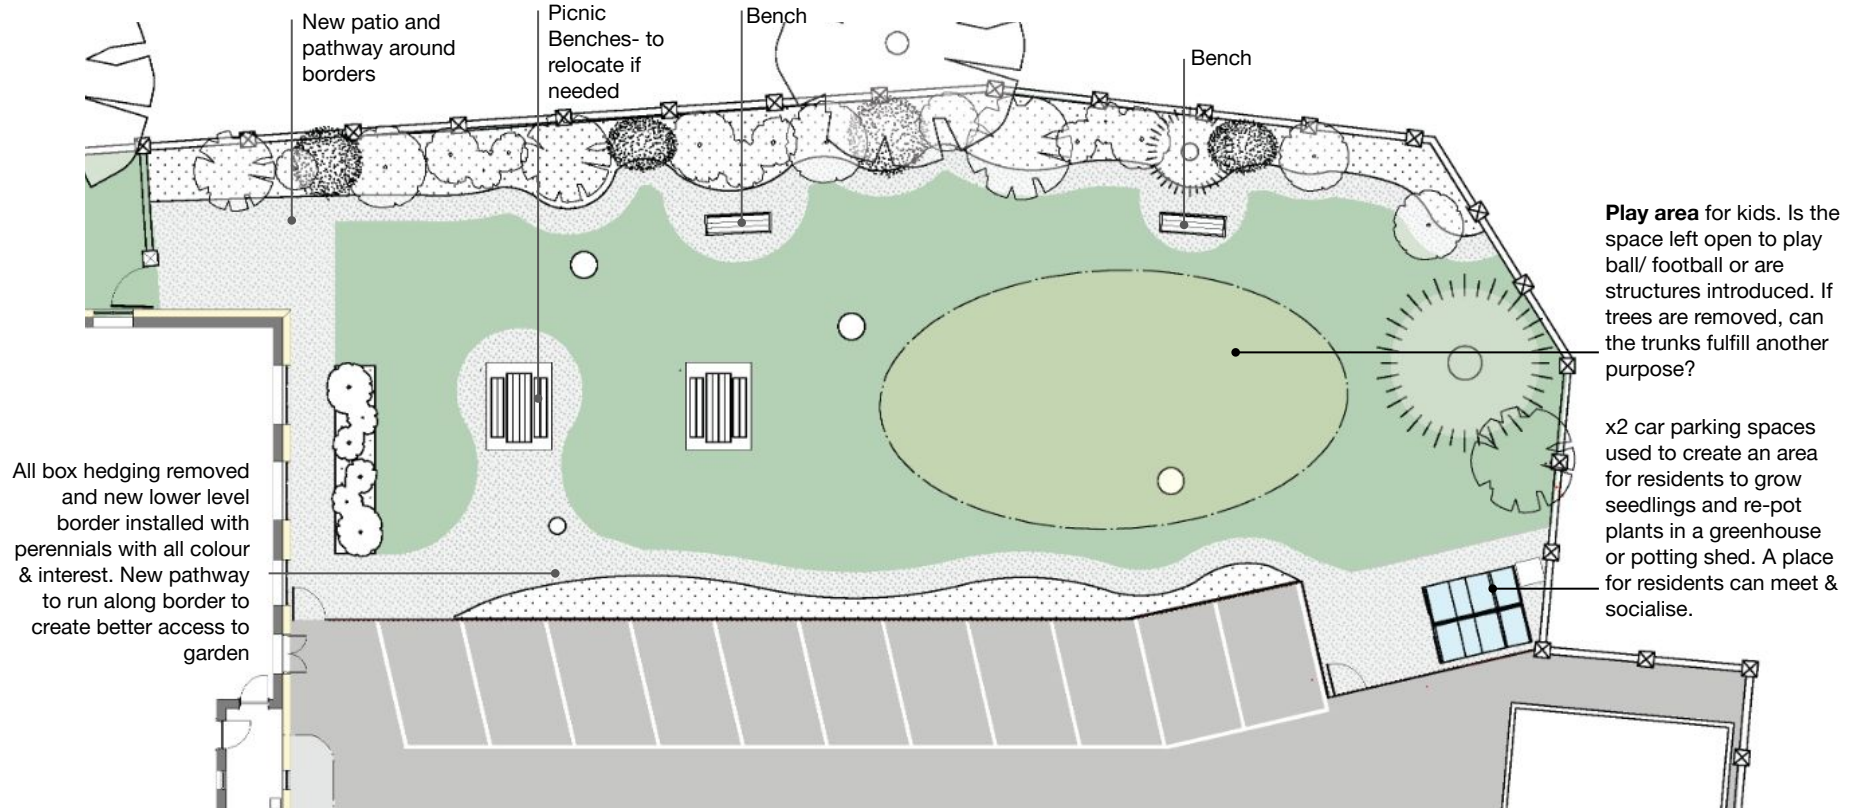 New patio and
pathway around
borders
Picnic
Benches- to
relocate if
needed
Bench
Bench
Play area for kids. Is the
space left open to play
ball/ football or are
structures introduced. If
trees are removed, can
the trunks fulfill another
purpose?
All box hedging removed
and new lower level
border installed with
perennials with all colour
& interest. New pathway
to run along border to
create better access to
garden
x2 car parking spaces
used to create an area
for residents to grow
seedlings and re-pot
plants in a greenhouse
or potting shed. A place
for residents can meet &
socialise.